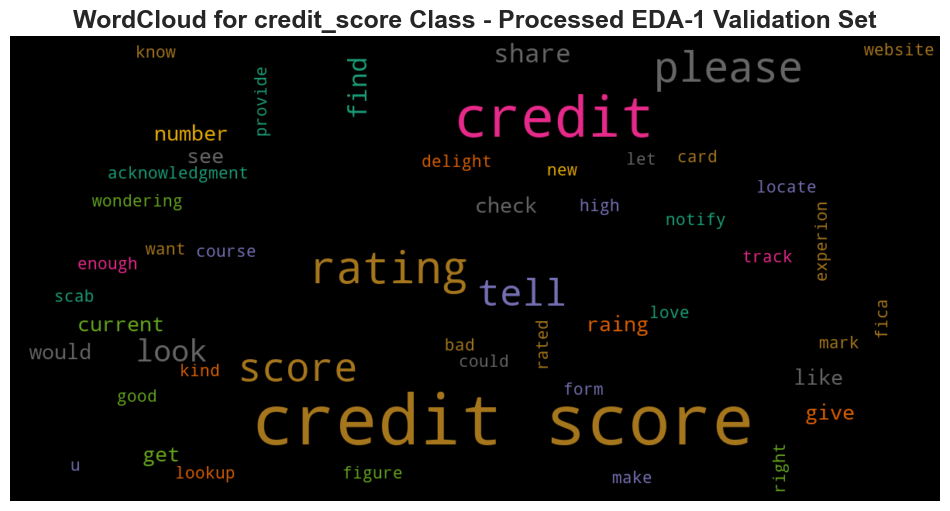 WordCloud for credit_score Class - Processed EDA-1 Validation Set
know
share
website
please
find
provide
credit
number
see
delight
new
let
card
acknowledgment
locate
wondering
check
high
notify
experion
want
course
track
enough
rating
tell
scab
love
fica
current
raing
rated
mark
would
look
bad
could
kind
score
like
good
form
credit score
give
get
u
lookup
figure
make
right